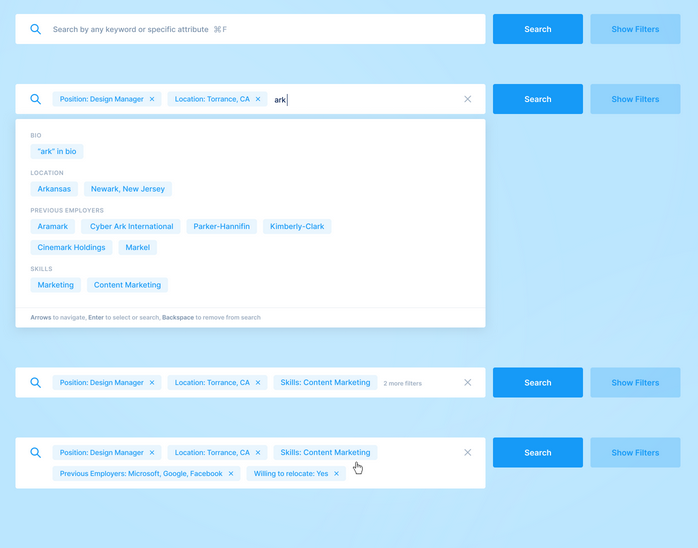 Search by any keyword or specific attribute ⌘F Search Show Filters
Position: Design Manager × Location: Torrance, CA × ark Search Show Filters
BIO
"ark" in bio
LOCATION
Arkansas Newark, New Jersey
PREVIOUS EMPLOYERS
Aramark Cyber Ark International Parker-Hannifin Kimberly-Clark
Cinemark Holdings Markel
SKILLS
Marketing Content Marketing
Arrows to navigate, Enter to select or search, Backspace to remove from search
Position: Design Manager × Location: Torrance, CA × Skills: Content Marketing 2 more filters Search Show Filters
Position: Design Manager × Location: Torrance, CA × Skills: Content Marketing Search Show Filters
Previous Employers: Microsoft, Google, Facebook × Willing to relocate: Yes ×